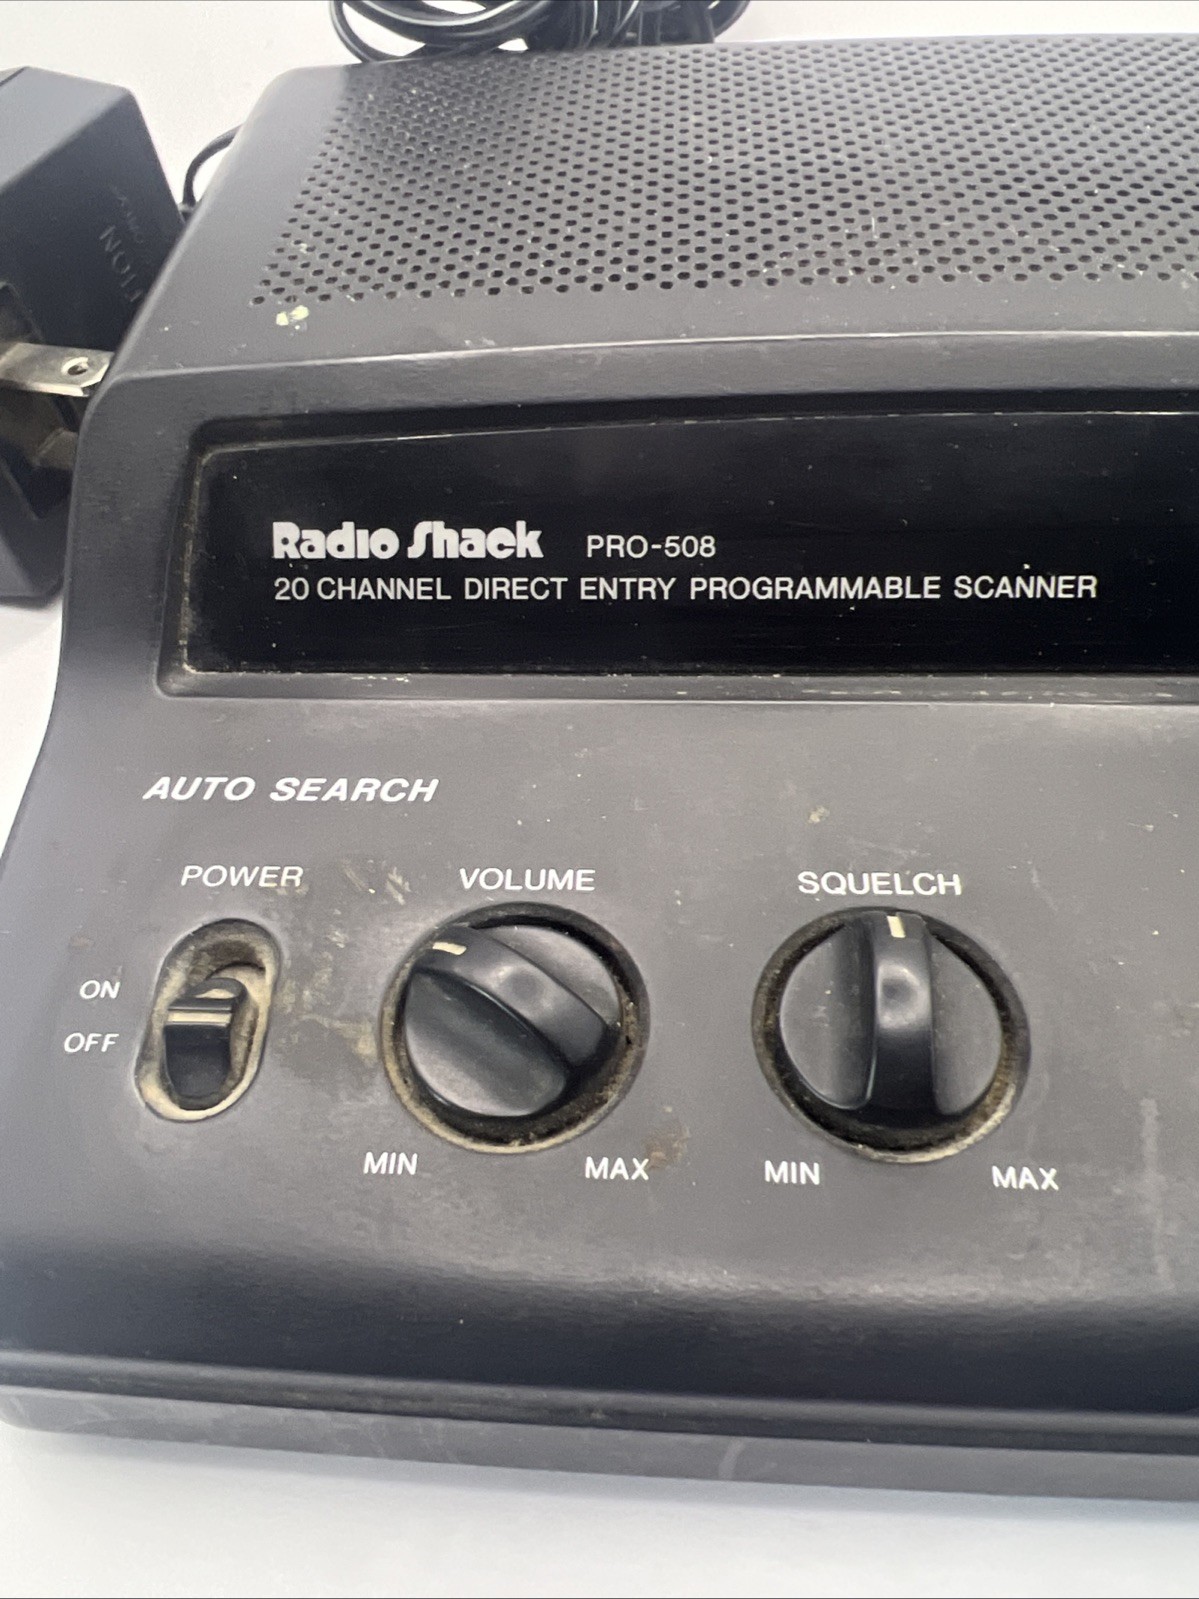 Radio Shack PRO-508
20 CHANNEL DIRECT ENTRY PROGRAMMABLE SCANNER
AUTO SEARCH
POWER VOLUME SQUELCH
ON
OFF
MIN MAX MIN MAX